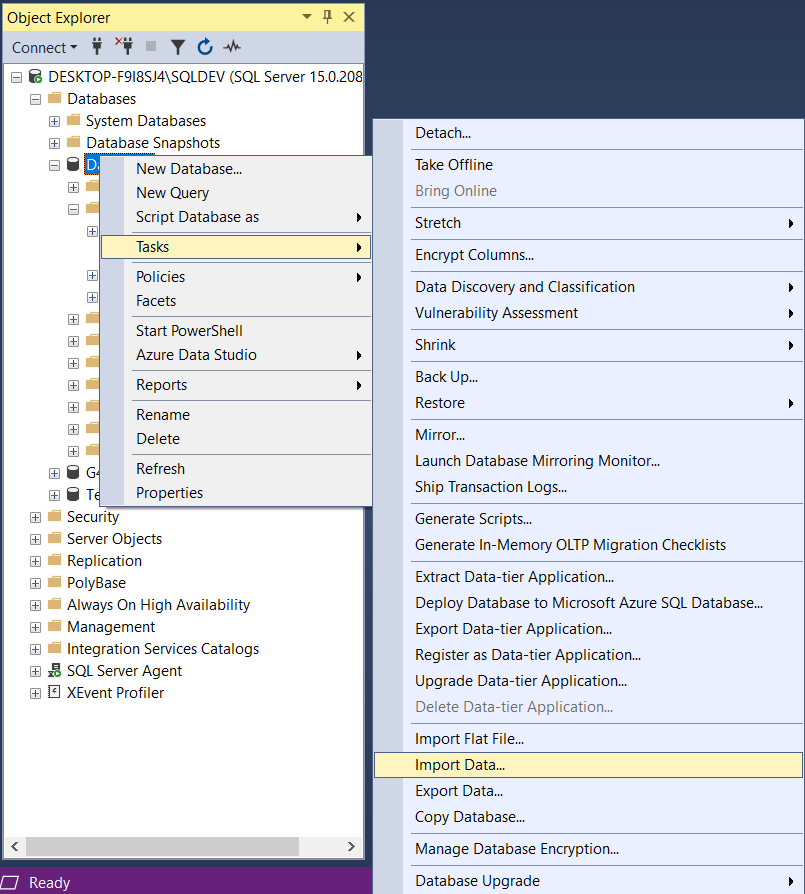 Object Explorer
Connect
DESKTOP-F9I8SJ4\SQLDEV (SQL Server 15.0.208
Databases
System Databases
Database Snapshots
New Database...
New Query
Script Database as
Tasks
Policies
Facets
Start PowerShell
Azure Data Studio
Reports
Rename
Delete
Refresh
Properties
Security
Server Objects
Replication
PolyBase
Always On High Availability
Management
Integration Services Catalogs
SQL Server Agent
XEvent Profiler
Ready
Detach...
Take Offline
Bring Online
Stretch
Encrypt Columns...
Data Discovery and Classification
Vulnerability Assessment
Shrink
Back Up...
Restore
Mirror...
Launch Database Mirroring Monitor...
Ship Transaction Logs...
Generate Scripts...
Generate In-Memory OLTP Migration Checklists
Extract Data-tier Application...
Deploy Database to Microsoft Azure SQL Database...
Export Data-tier Application...
Register as Data-tier Application...
Upgrade Data-tier Application...
Delete Data-tier Application...
Import Flat File...
Import Data...
Export Data...
Copy Database...
Manage Database Encryption...
Database Upgrade